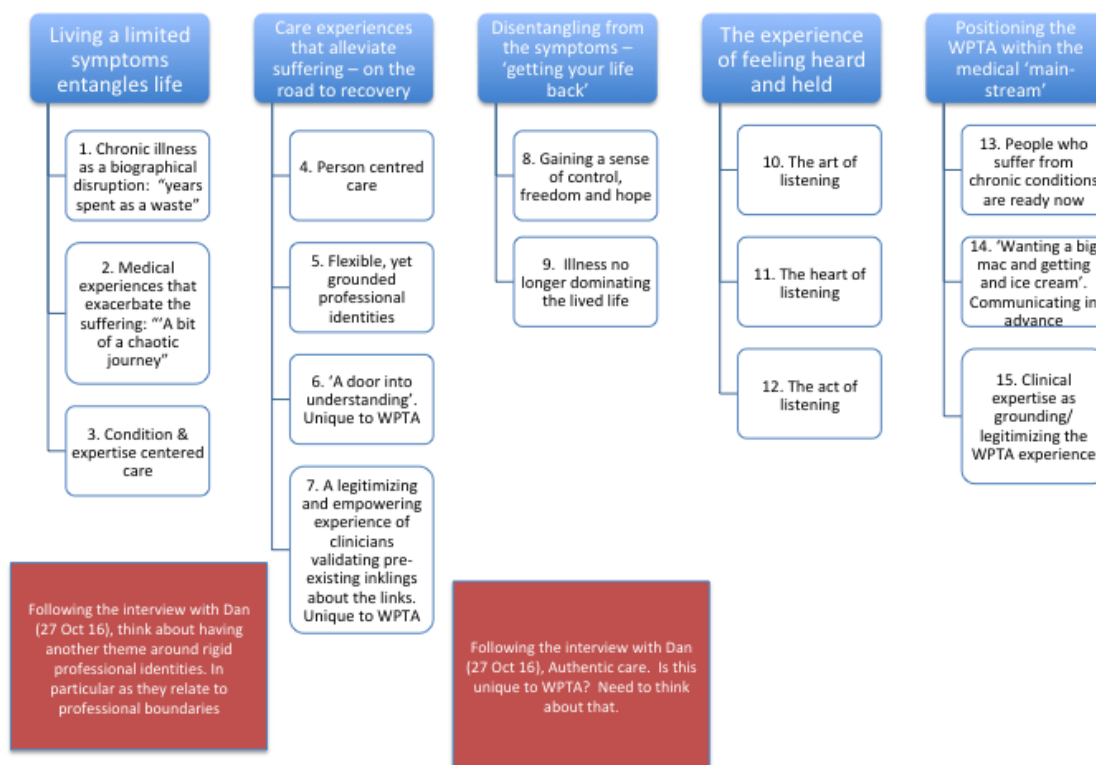 Living a limited
symptoms
entangles life
1. Chronic illness
as a biographical
disruption: “years
spent as a waste”
2. Medical
experiences that
exacerbate the
suffering: “‘A bit
of a chaotic
journey”
3. Condition &
expertise centered
care
Care experiences
that alleviate
suffering – on the
road to recovery
4. Person centred
care
5. Flexible, yet
grounded
professional
identities
6. ‘A door into
understanding’.
Unique to WPTA
7. A legitimizing
and empowering
experience of
clinicians
validating pre-
existing inklings
about the links.
Unique to WPTA
Disentangling from
the symptoms –
‘getting your life
back’
8. Gaining a sense
of control,
freedom and hope
9. Illness no
longer dominating
the lived life
The experience
of feeling heard
and held
10. The art of
listening
11. The heart of
listening
12. The act of
listening
Positioning the
WPTA within the
medical ‘main-
stream’
13. People who
suffer from
chronic conditions
are ready now
14. ‘Wanting a big
mac and getting
and ice cream’.
Communicating in
advance
15. Clinical
expertise as
grounding/
legitimizing the
WPTA experience
Following the interview with Dan
(27 Oct 16), think about having
another theme around rigid
professional identities. In
particular as they relate to
professional boundaries
Following the interview with Dan
(27 Oct 16), Authentic care. Is this
unique to WPTA? Need to think
about that.